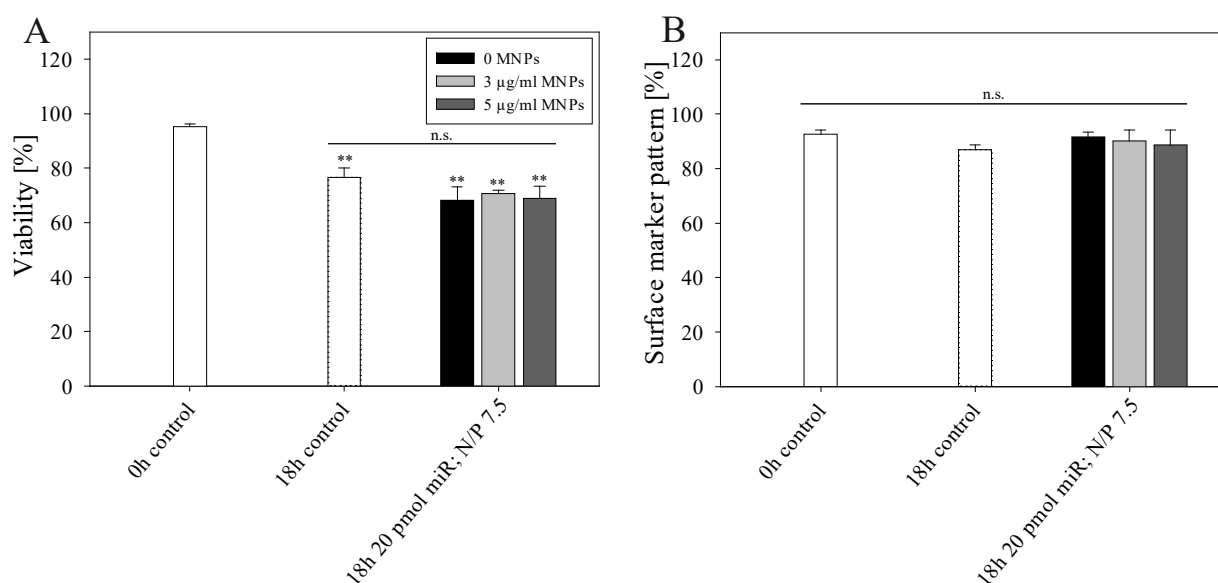 A
Viability [%]
120
100
80
60
40
20
0
0 MNPs
3 µg/ml MNPs
5 µg/ml MNPs
n.s.
**
** ** **
0h control
18h control
18h 20 pmol miR; N/P 7.5
B
Surface marker pattern [%]
120
100
80
60
40
20
0
n.s.
0h control
18h control
18h 20 pmol miR; N/P 7.5